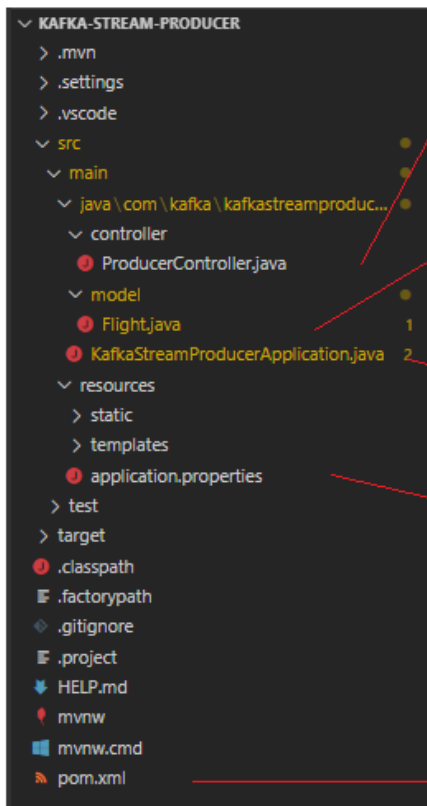 KAFKA-STREAM-PRODUCER
.mvn
.settings
.vscode
src
main
java\com\kafka\kafkastreamproduc...
controller
ProducerController.java
model
Flight.java 1
KafkaStreamProducerApplication.java 2
resources
static
templates
application.properties
test
target
.classpath
.factorypath
.gitignore
.project
HELP.md
mvnw
mvnw.cmd
pom.xml